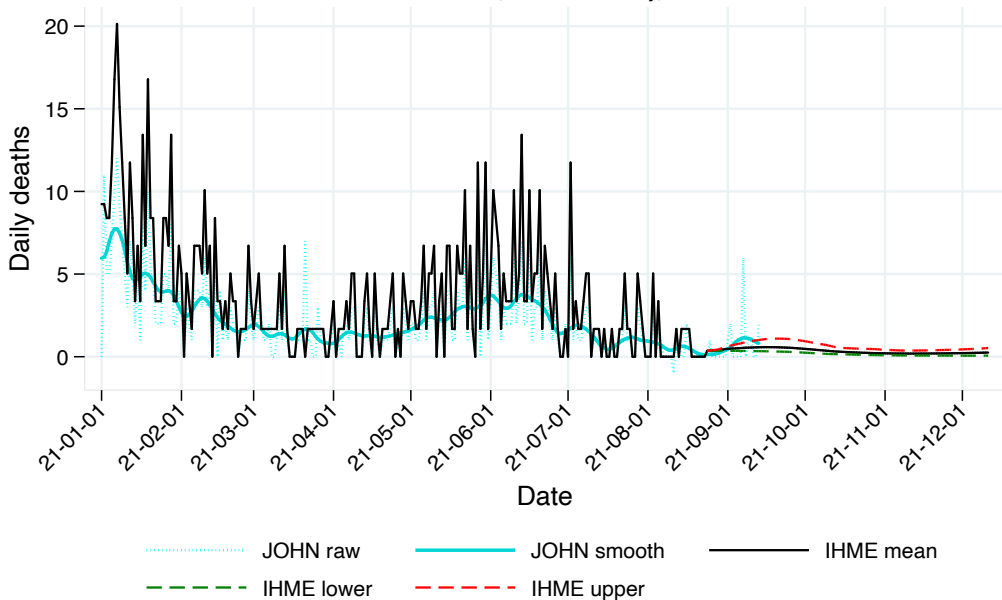 20
15
10
5
0
Daily deaths
21-01-01
21-02-01
21-03-01
21-04-01
21-05-01
21-06-01
21-07-01
21-08-01
21-09-01
21-10-01
21-11-01
21-12-01
Date
JOHN raw
JOHN smooth
IHME mean
IHME lower
IHME upper